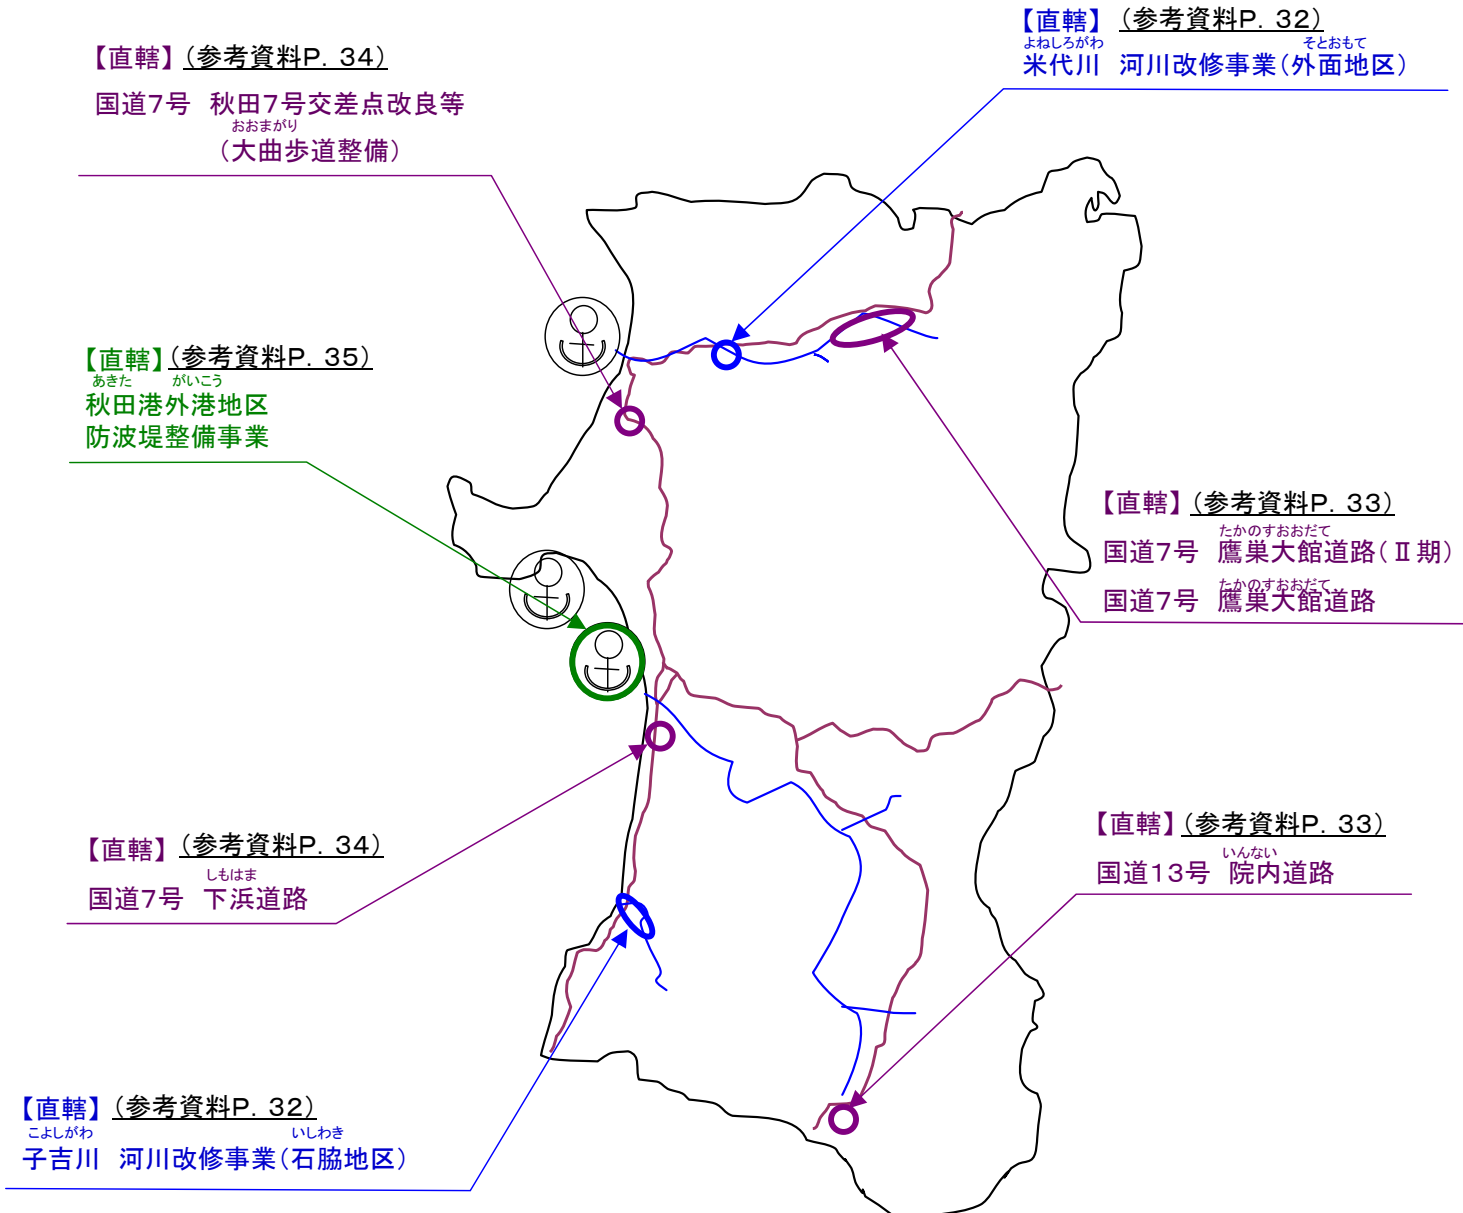 【直轄】 (参考資料P. 32)
よねしろがわ そとおもて
米代川 河川改修事業(外面地区)
【直轄】 (参考資料P. 34)
国道7号 秋田7号交差点改良等
おおまがり
(大曲歩道整備)
【直轄】 (参考資料P. 35)
あきた がいこう
秋田港外港地区
防波堤整備事業
【直轄】 (参考資料P. 33)
たかのすおおだて
国道7号 鷹巣大館道路(Ⅱ期)
たかのすおおだて
国道7号 鷹巣大館道路
【直轄】 (参考資料P. 34)
しもはま
国道7号 下浜道路
【直轄】 (参考資料P. 33)
いんない
国道13号 院内道路
【直轄】 (参考資料P. 32)
こよしがわ いしわき
子吉川 河川改修事業(石脇地区)